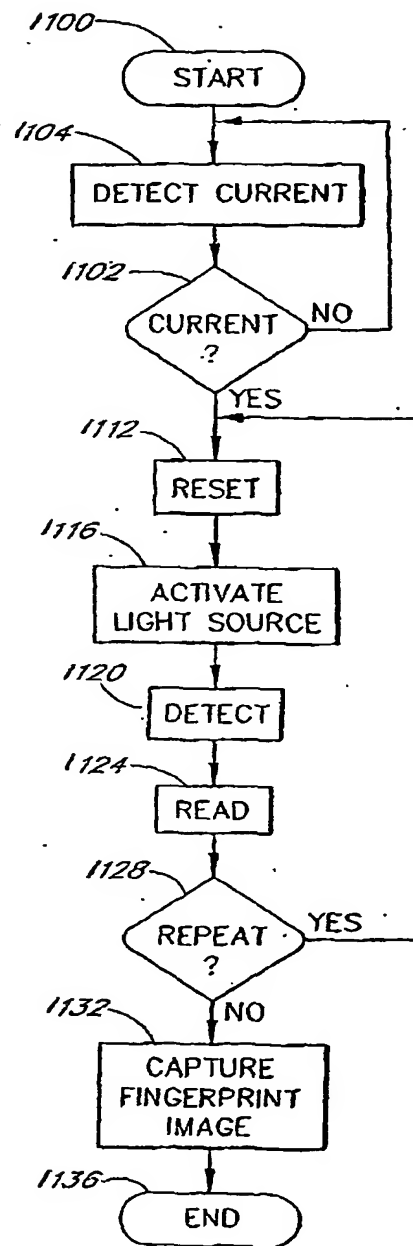 1100
START
1104
DETECT CURRENT
1102
CURRENT
?
NO
YES
1112
RESET
1116
ACTIVATE
LIGHT SOURCE
1120
DETECT
1124
READ
1128
REPEAT
?
YES
NO
1132
CAPTURE
FINGERPRINT
IMAGE
1136
END